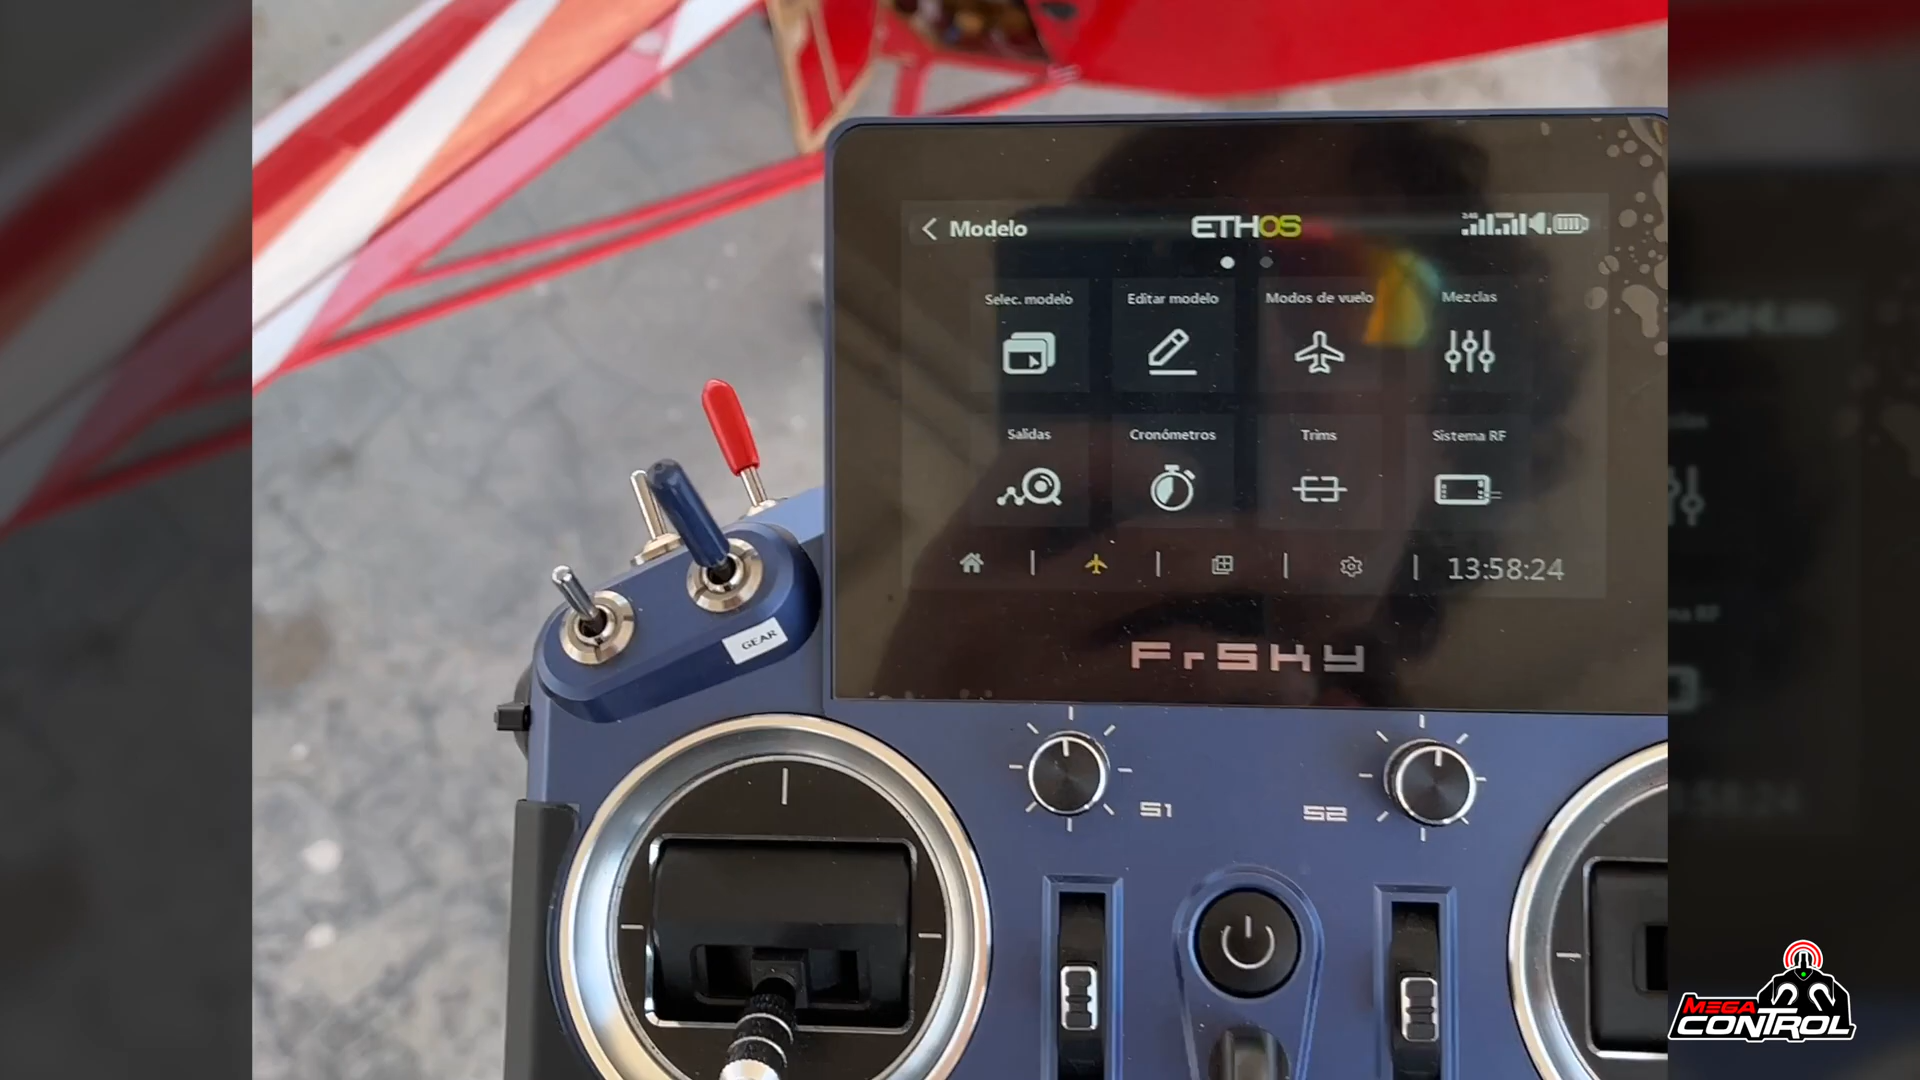 Modelo
ETHOS
Selec. modelo
Editar modelo
Modos de vuelo
Mezclas
Salidas
Cronómetros
Trims
Sistema RF
13:58:24
FrSKY
GEAR
S1
S2
MEGA
CONTROL